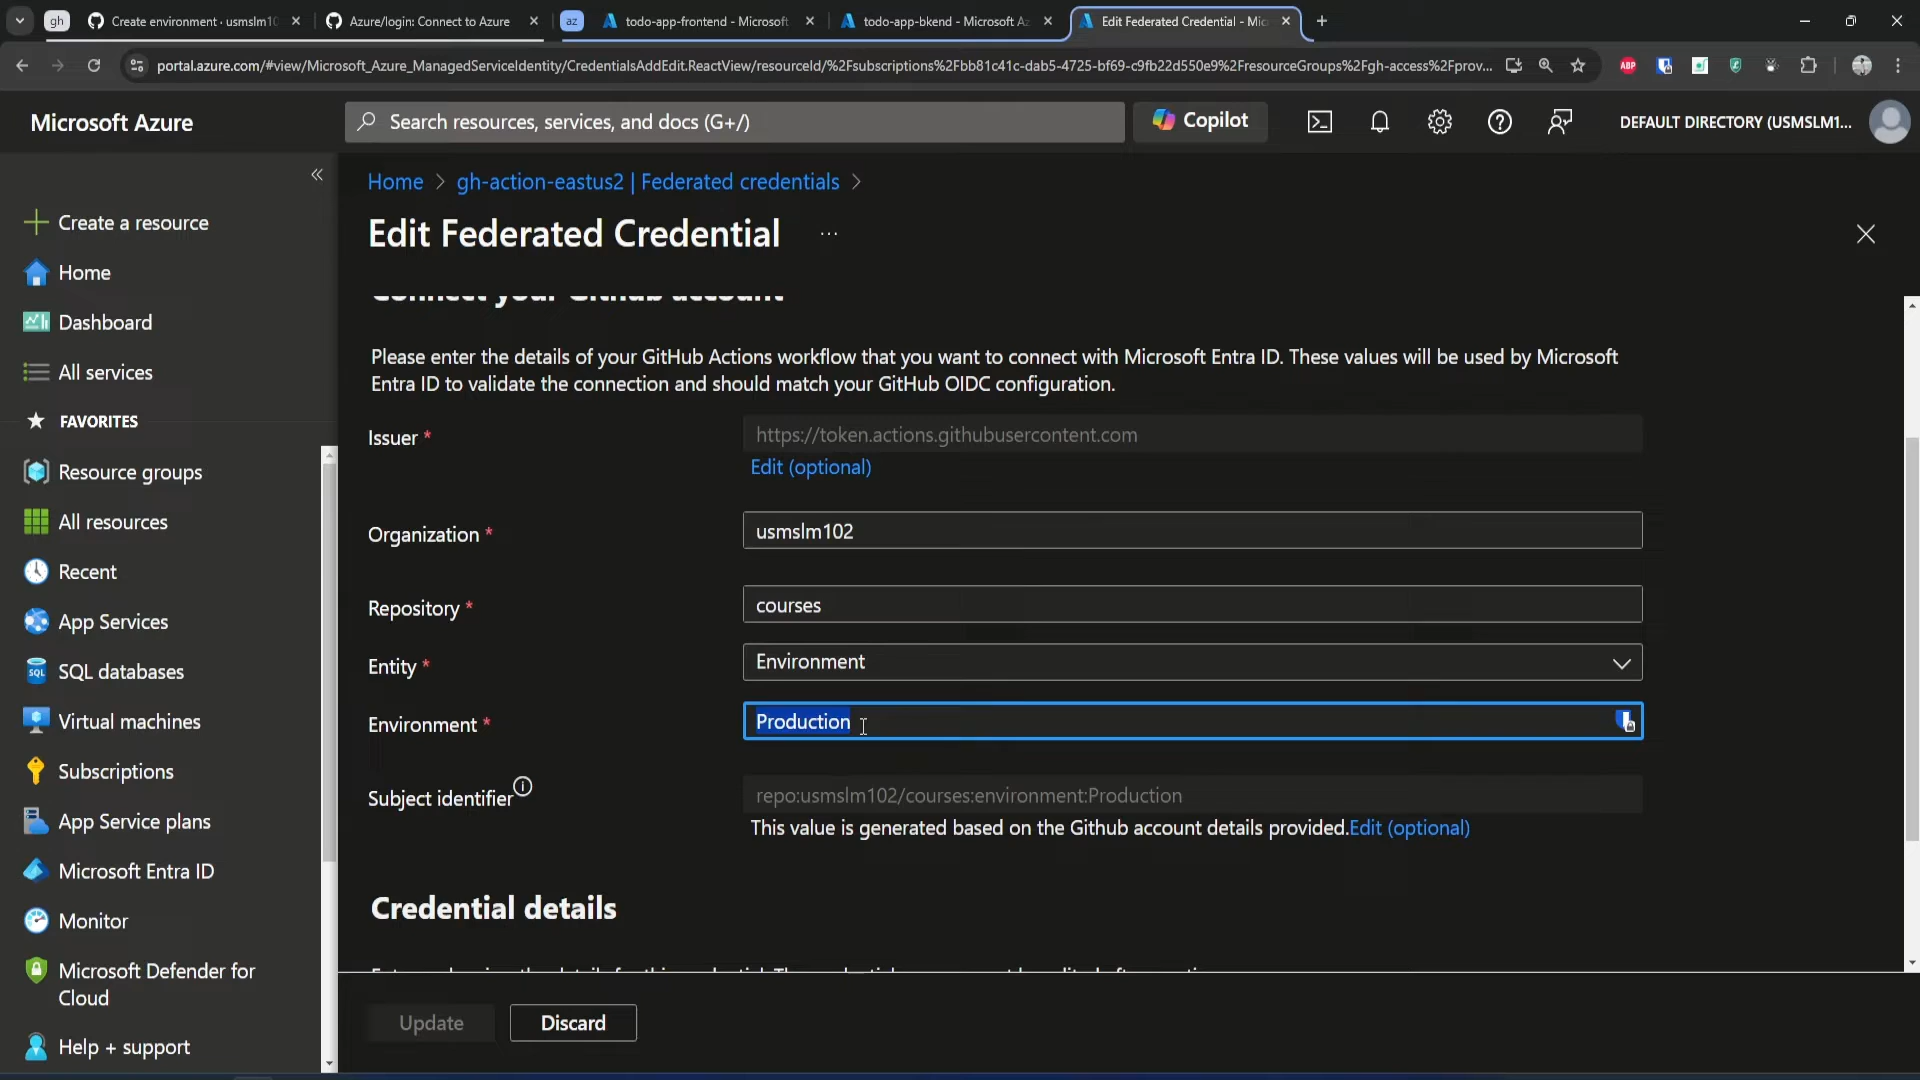 gh
Create environment · usmslm10
Azure/login: Connect to Azure
az
todo-app-frontend - Microsoft
todo-app-bkend - Microsoft Az
Edit Federated Credential - Mic
portal.azure.com/#view/Microsoft_Azure_ManagedServiceIdentity/CredentialsAddEdit.ReactView/resourceId/%2Fsubscriptions%2Fbb81c41c-dab5-4725-bf69-c9fb22d550e9%2FresourceGroups%2Fgh-access%2Fprov...
ABP
Microsoft Azure
Search resources, services, and docs (G+/)
Copilot
DEFAULT DIRECTORY (USMSLM1...
Home > gh-action-eastus2 | Federated credentials >
Edit Federated Credential ...
Create a resource
Home
Dashboard
All services
FAVORITES
Resource groups
All resources
Recent
App Services
SQL databases
Virtual machines
Subscriptions
App Service plans
Microsoft Entra ID
Monitor
Microsoft Defender for
Cloud
Help + support
Connect your Github account
Please enter the details of your GitHub Actions workflow that you want to connect with Microsoft Entra ID. These values will be used by Microsoft
Entra ID to validate the connection and should match your GitHub OIDC configuration.
Issuer *
https://token.actions.githubusercontent.com
Edit (optional)
Organization *
usmslm102
Repository *
courses
Entity *
Environment
Environment *
Production
Subject identifier
repo:usmslm102/courses:environment:Production
This value is generated based on the Github account details provided.Edit (optional)
Credential details
Update
Discard